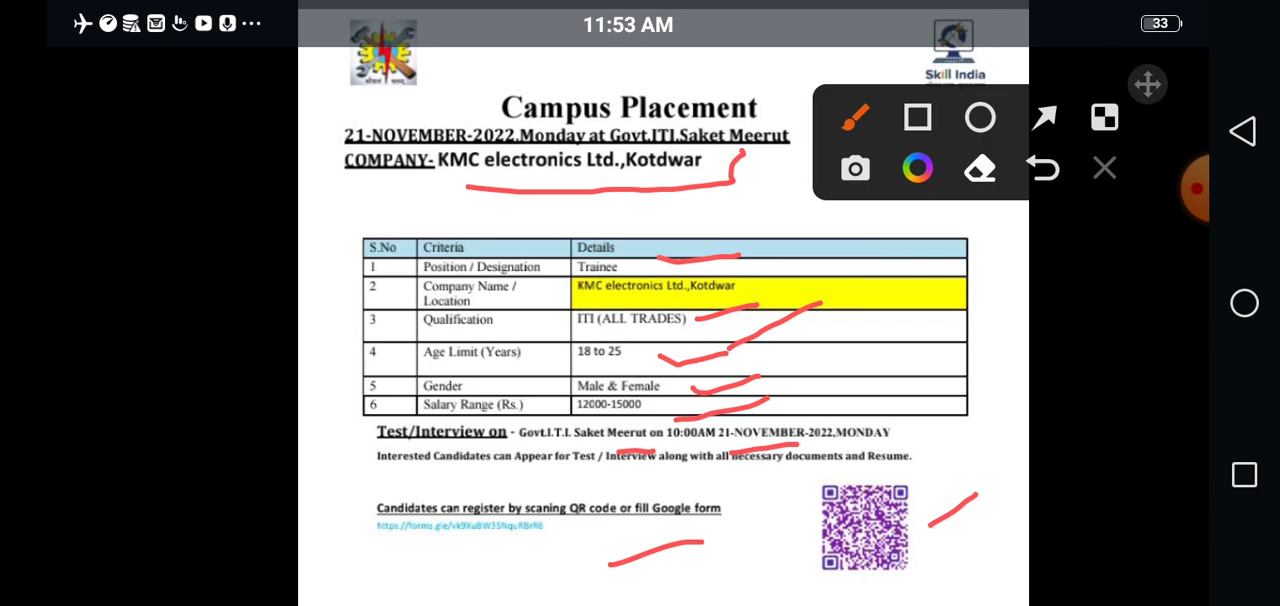 11:53 AM
33
Skill India
Campus Placement
21-NOVEMBER-2022.Monday at Govt.ITI.Saket Meerut
COMPANY- KMC electronics Ltd.,Kotdwar
S.No Criteria Details
1 Position / Designation Trainee
2 Company Name / Location KMC electronics Ltd.,Kotdwar
3 Qualification ITI (ALL TRADES)
4 Age Limit (Years) 18 to 25
5 Gender Male & Female
6 Salary Range (Rs.) 12000-15000
Test/Interview on - Govt.I.T.I. Saket Meerut on 10:00AM 21-NOVEMBER-2022,MONDAY
Interested Candidates can Appear for Test / Interview along with all necessary documents and Resume.
Candidates can register by scaning QR code or fill Google form